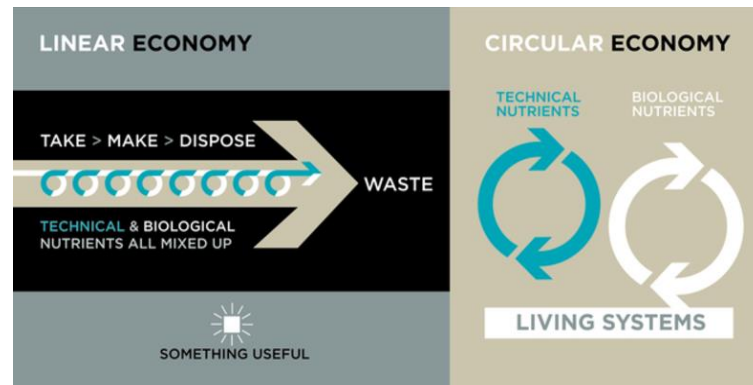 LINEAR ECONOMY
TAKE > MAKE > DISPOSE
WASTE
TECHNICAL & BIOLOGICAL
NUTRIENTS ALL MIXED UP
SOMETHING USEFUL
CIRCULAR ECONOMY
TECHNICAL
NUTRIENTS
BIOLOGICAL
NUTRIENTS
LIVING SYSTEMS